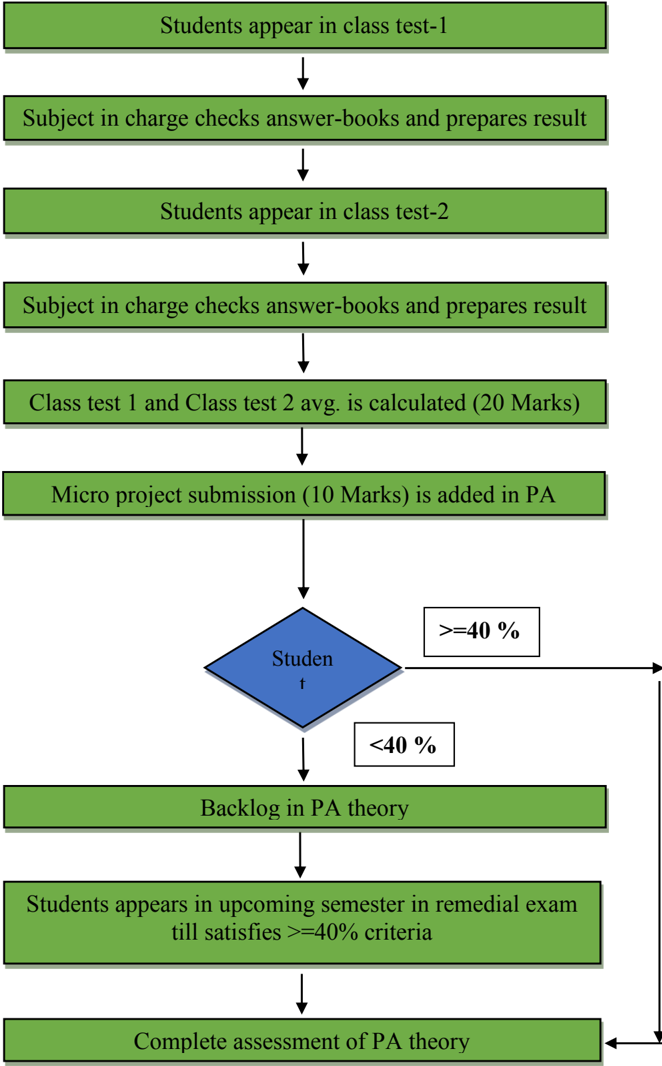 Students appear in class test-1
Subject in charge checks answer-books and prepares result
Students appear in class test-2
Subject in charge checks answer-books and prepares result
Class test 1 and Class test 2 avg. is calculated (20 Marks)
Micro project submission (10 Marks) is added in PA
>=40 %
Studen
t
<40 %
Backlog in PA theory
Students appears in upcoming semester in remedial exam
till satisfies >=40% criteria
Complete assessment of PA theory